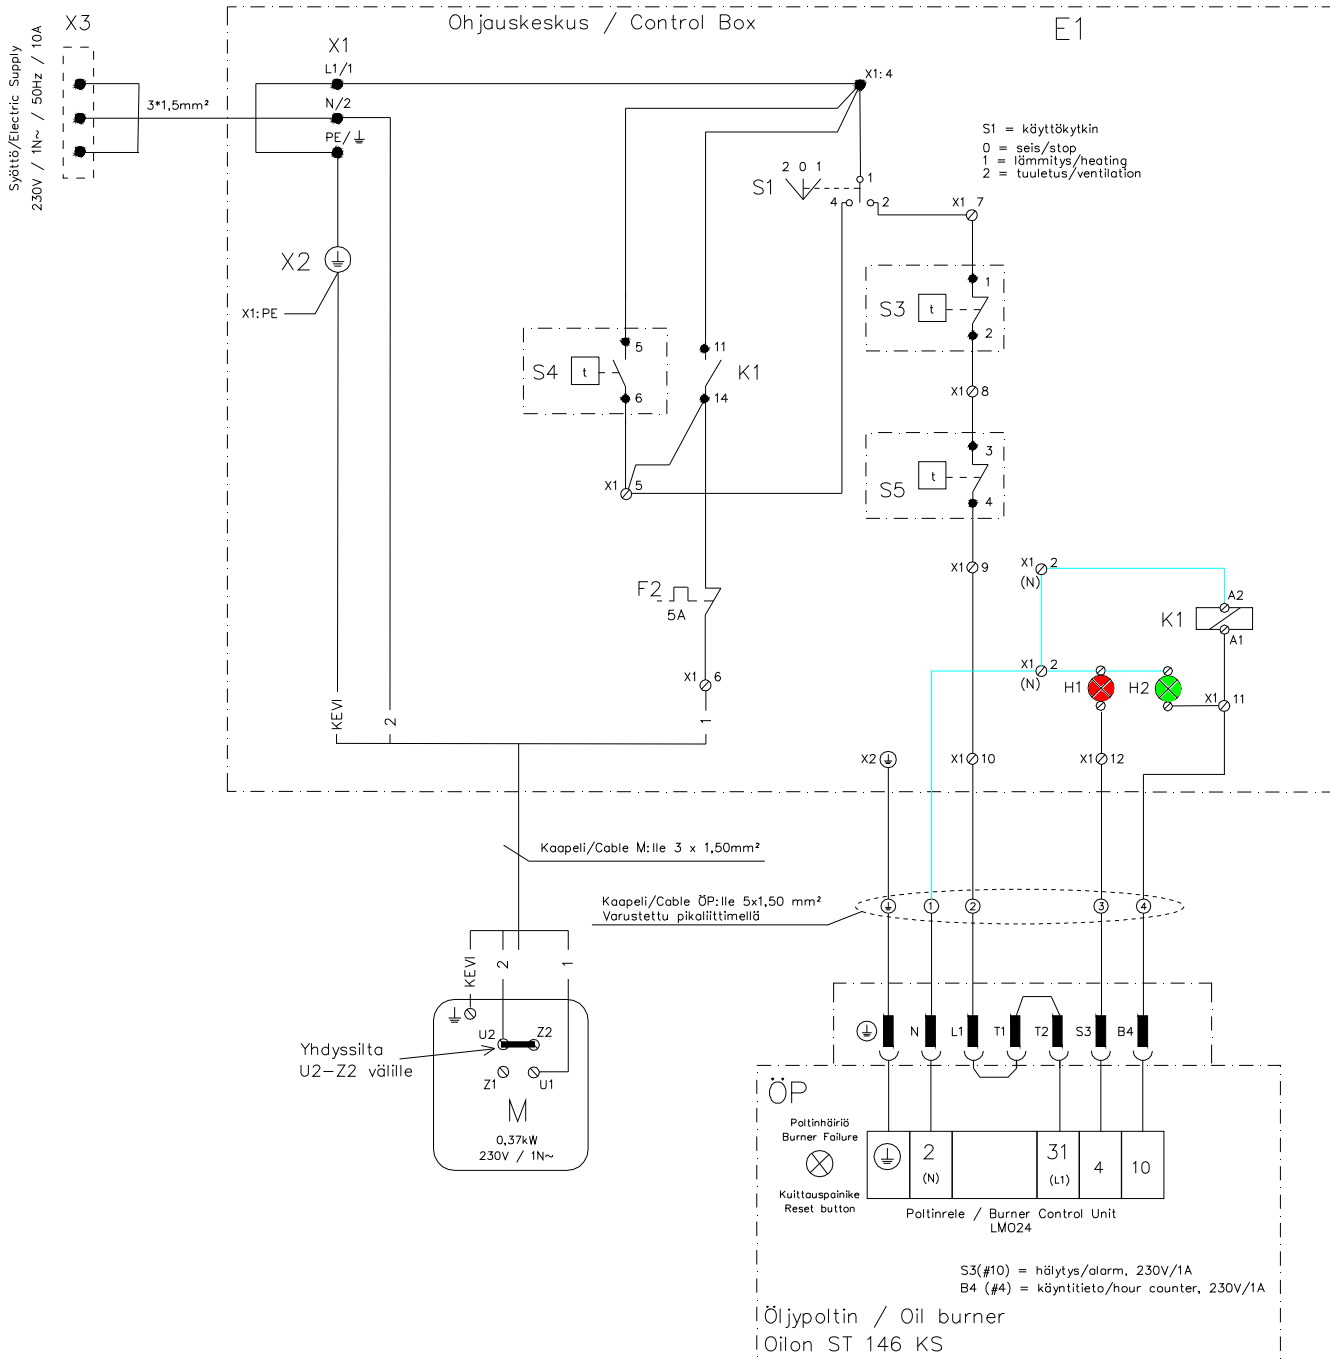 X3
Syöttö/Electric Supply
230V / 1N~ / 50Hz / 10A
3*1,5mm²
Ohjauskeskus / Control Box
E1
X1
L1/1
N/2
PE/
X1:4
S1 = käyttökytkin
0 = seis/stop
1 = lämmitys/heating
2 = tuuletus/ventilation
2 0 1
S1
1
4
2
X1 7
X2
X1:PE
S3
t
1
2
X1 8
S4
t
5
6
11
K1
14
S5
t
3
4
X1 5
X1 9
X1 2
(N)
A2
K1
A1
F2
5A
X1 6
X1 2
(N)
H1
H2
X1 11
KEVI
2
1
X2
X1 10
X1 12
Kaapeli/Cable M:lle 3 x 1,50mm²
Kaapeli/Cable ÖP:lle 5x1,50 mm²
Varustettu pikaliittimellä
1
2
3
4
KEVI
2
1
N
L1
T1
T2
S3
B4
U2
Z2
Yhdyssilta
U2-Z2 välille
Z1
U1
M
0,37kW
230V / 1N~
ÖP
Poltinhäiriö
Burner Failure
Kuittauspainike
Reset button
2
(N)
31
(L1)
4
10
Poltinrele / Burner Control Unit
LMO24
S3(#10) = hälytys/alarm, 230V/1A
B4 (#4) = käyntitieto/hour counter, 230V/1A
Öljypoltin / Oil burner
Oilon ST 146 KS